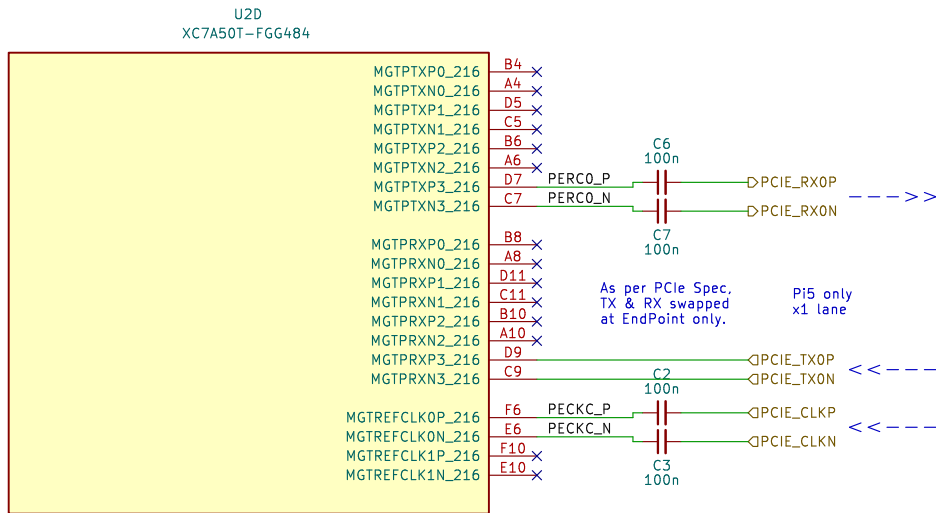 U2D
XC7A50T-FGG484
MGTPTXP0_216 B4
MGTPTXN0_216 A4
MGTPTXP1_216 D5
MGTPTXN1_216 C5
MGTPTXP2_216 B6
MGTPTXN2_216 A6
MGTPTXP3_216 D7 PERC0_P
MGTPTXN3_216 C7 PERC0_N
C6
100n
PCIE_RX0P
PCIE_RX0N
C7
100n
--->>
MGTPRXP0_216 B8
MGTPRXN0_216 A8
MGTPRXP1_216 D11
MGTPRXN1_216 C11
MGTPRXP2_216 B10
MGTPRXN2_216 A10
MGTPRXP3_216 D9
MGTPRXN3_216 C9
As per PCIe Spec,
TX & RX swapped
at EndPoint only.
Pi5 only
x1 lane
PCIE_TX0P
PCIE_TX0N
<<---
MGTREFCLK0P_216 F6 PECKC_P
MGTREFCLK0N_216 E6 PECKC_N
MGTREFCLK1P_216 F10
MGTREFCLK1N_216 E10
C2
100n
PCIE_CLKP
PCIE_CLKN
C3
100n
<<---